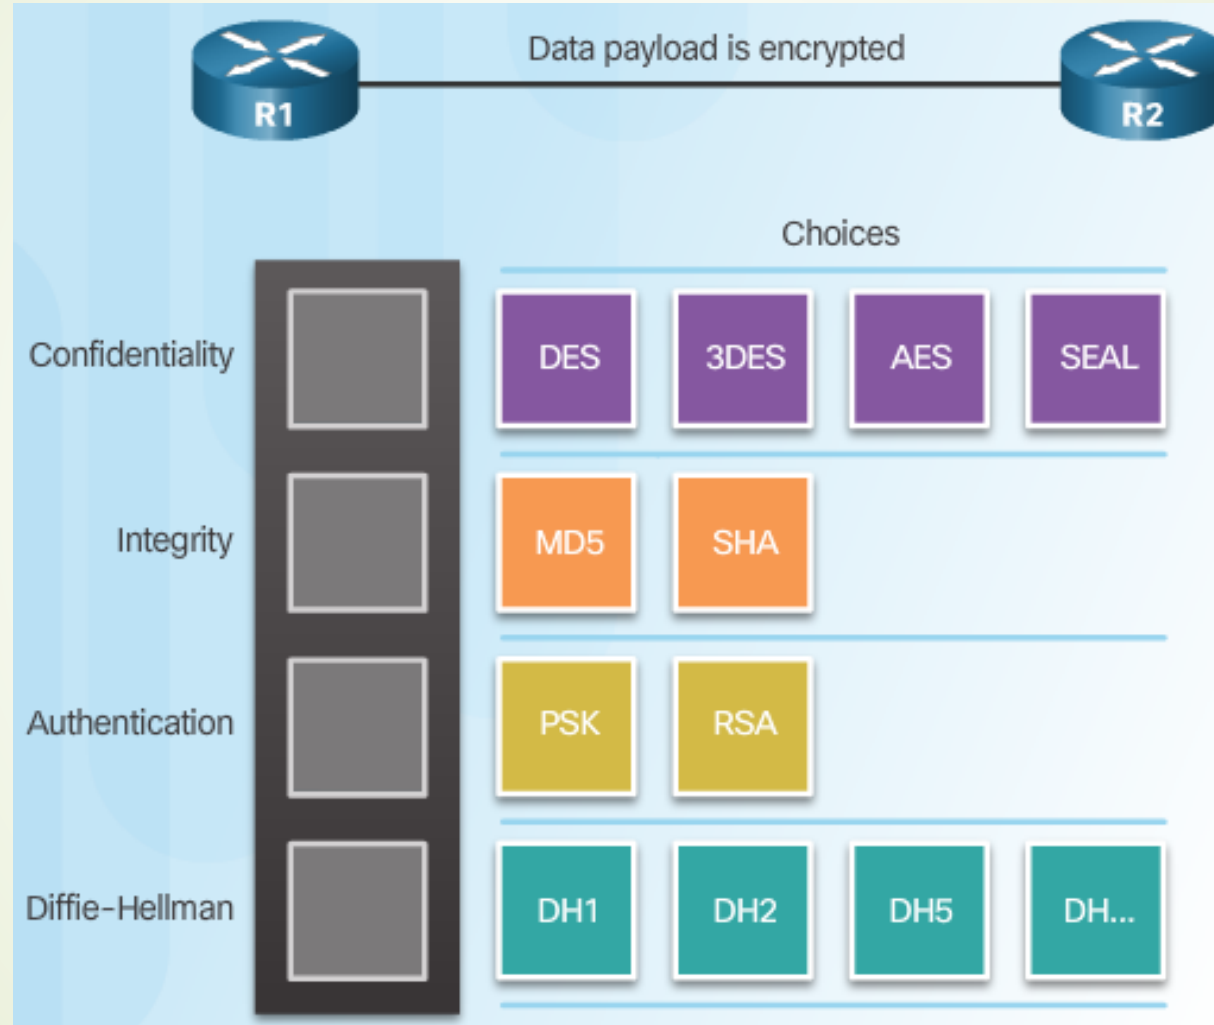 Data payload is encrypted
R1
R2
Choices
Confidentiality DES 3DES AES SEAL
Integrity MD5 SHA
Authentication PSK RSA
Diffie-Hellman DH1 DH2 DH5 DH...